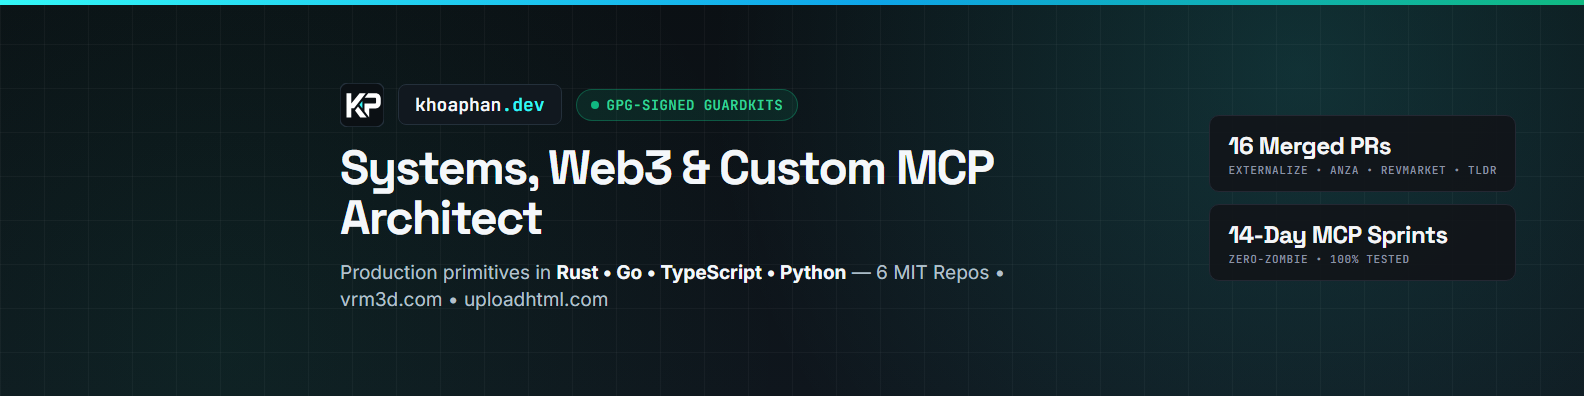 KP
khoaphan.dev
GPG-SIGNED GUARDKITS
Systems, Web3 & Custom MCP
Architect
Production primitives in Rust • Go • TypeScript • Python — 6 MIT Repos •
vrm3d.com • uploadhtml.com
16 Merged PRs
EXTERNALIZE • ANZA • REVMARKET • TLDR
14-Day MCP Sprints
ZERO-ZOMBIE • 100% TESTED